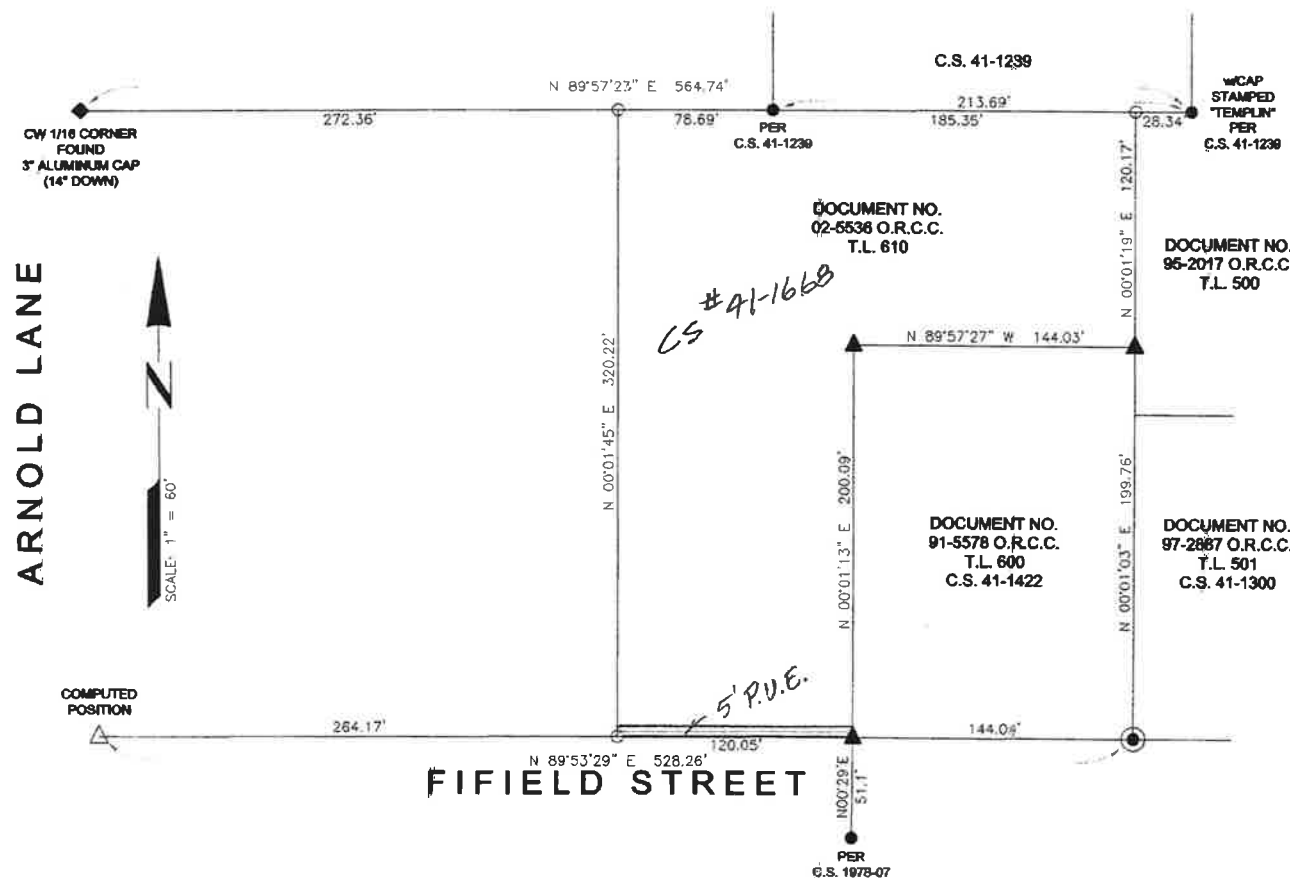 C.S. 41-1239
N 89°57'23" E 564.74'
272.36'
78.69'
213.69'
185.35'
28.34'
w/CAP
STAMPED
"TEMPLIN"
PER
C.S. 41-1239
CW 1/16 CORNER
FOUND
3" ALUMINUM CAP
(14" DOWN)
PER
C.S. 41-1239
N 00°01'19" E 120.17'
DOCUMENT NO.
02-5536 O.R.C.C.
T.L. 610
DOCUMENT NO.
95-2017 O.R.C.C.
T.L. 500
ARNOLD LANE
N
SCALE: 1" = 60'
CS # 41-1668
N 00°01'45" E 320.22'
N 89°57'27" W 144.03'
N 00°01'13" E 200.09'
N 00°01'03" E 199.76'
DOCUMENT NO.
91-5578 O.R.C.C.
T.L. 600
C.S. 41-1422
DOCUMENT NO.
97-2887 O.R.C.C.
T.L. 501
C.S. 41-1300
COMPUTED
POSITION
5' P.U.E.
264.17'
120.05'
144.04'
N 89°53'29" E 528.26'
FIFIELD STREET
N00°29'E
51.1'
PER
C.S. 1978-07